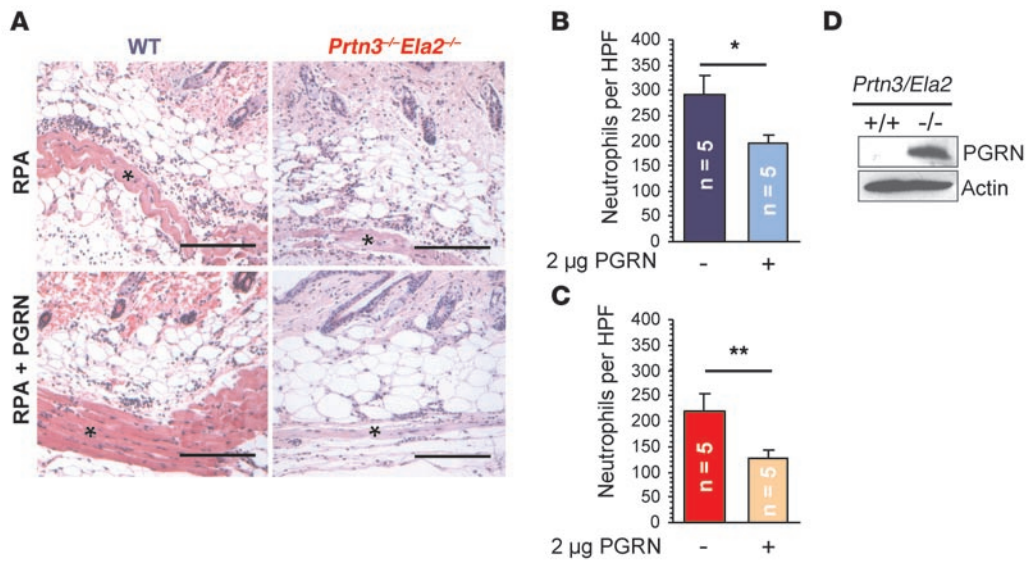 A
WT
Prtn3⁻/⁻Ela2⁻/⁻
RPA
*
*
RPA + PGRN
*
*
B
Neutrophils per HPF
400
350
300
250
200
150
100
50
0
*
n = 5
n = 5
2 µg PGRN
- +
C
Neutrophils per HPF
400
350
300
250
200
150
100
50
0
**
n = 5
n = 5
2 µg PGRN
- +
D
Prtn3/Ela2
+/+ -/-
PGRN
Actin